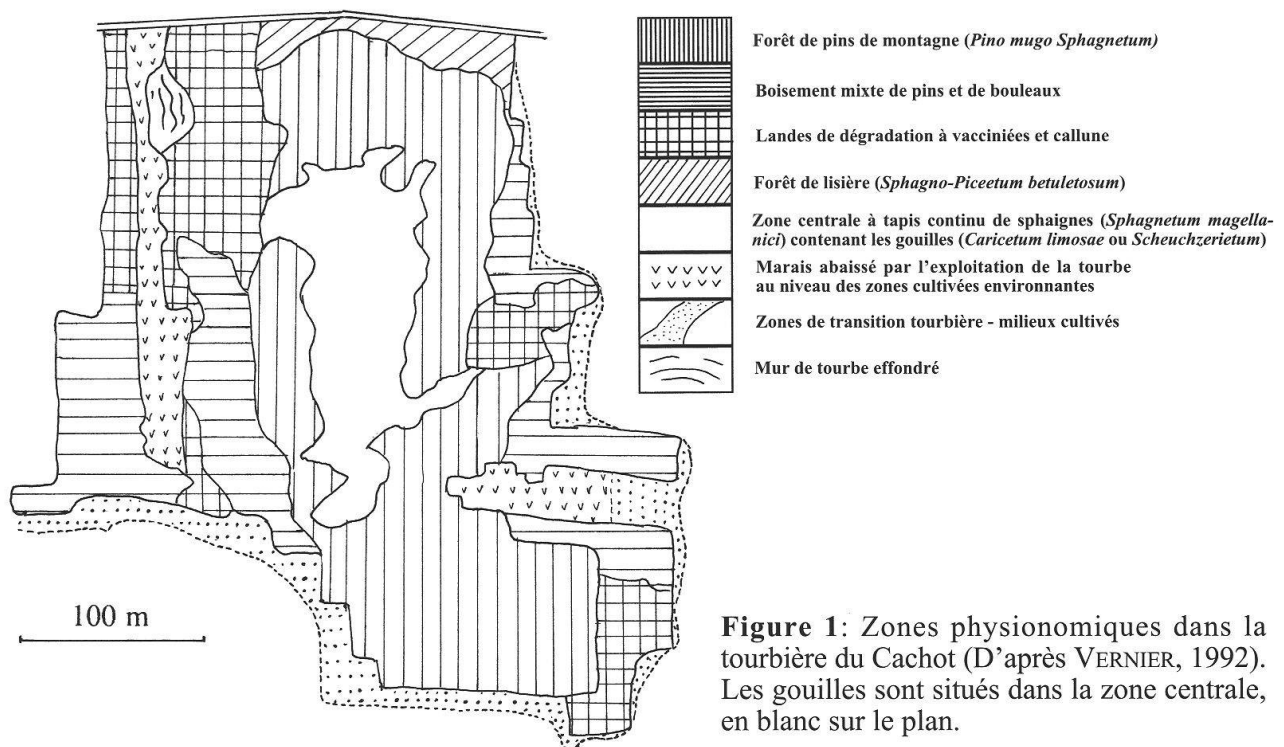 Forêt de pins de montagne (Pino mugo Sphagnetum)
Boisement mixte de pins et de bouleaux
Landes de dégradation à vacciniées et callune
Forêt de lisière (Sphagno-Piceetum betuletosum)
Zone centrale à tapis continu de sphaignes (Sphagnetum magella-
nici) contenant les gouilles (Caricetum limosae ou Scheuchzerietum)
Marais abaissé par l'exploitation de la tourbe
au niveau des zones cultivées environnantes
Zones de transition tourbière - milieux cultivés
Mur de tourbe effondré
100 m
Figure 1: Zones physionomiques dans la
tourbière du Cachot (D'après VERNIER, 1992).
Les gouilles sont situés dans la zone centrale,
en blanc sur le plan.